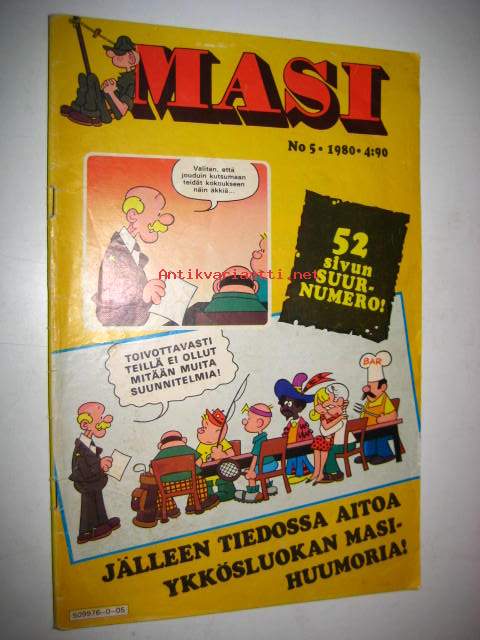 MASI
No 5 • 1980 • 4:90
Valitan, että
jouduin kutsumaan
teidät kokoukseen
näin äkkiä...
52
sivun
SUUR-
NUMERO!
Antikvariaatti.net
TOIVOTTAVASTI
TEILLÄ EI OLLUT
MITÄÄN MUITA
SUUNNITELMIA!
BAR
JÄLLEEN TIEDOSSA AITOA
YKKÖSLUOKAN MASI-
HUUMORIA!
509976-0-05